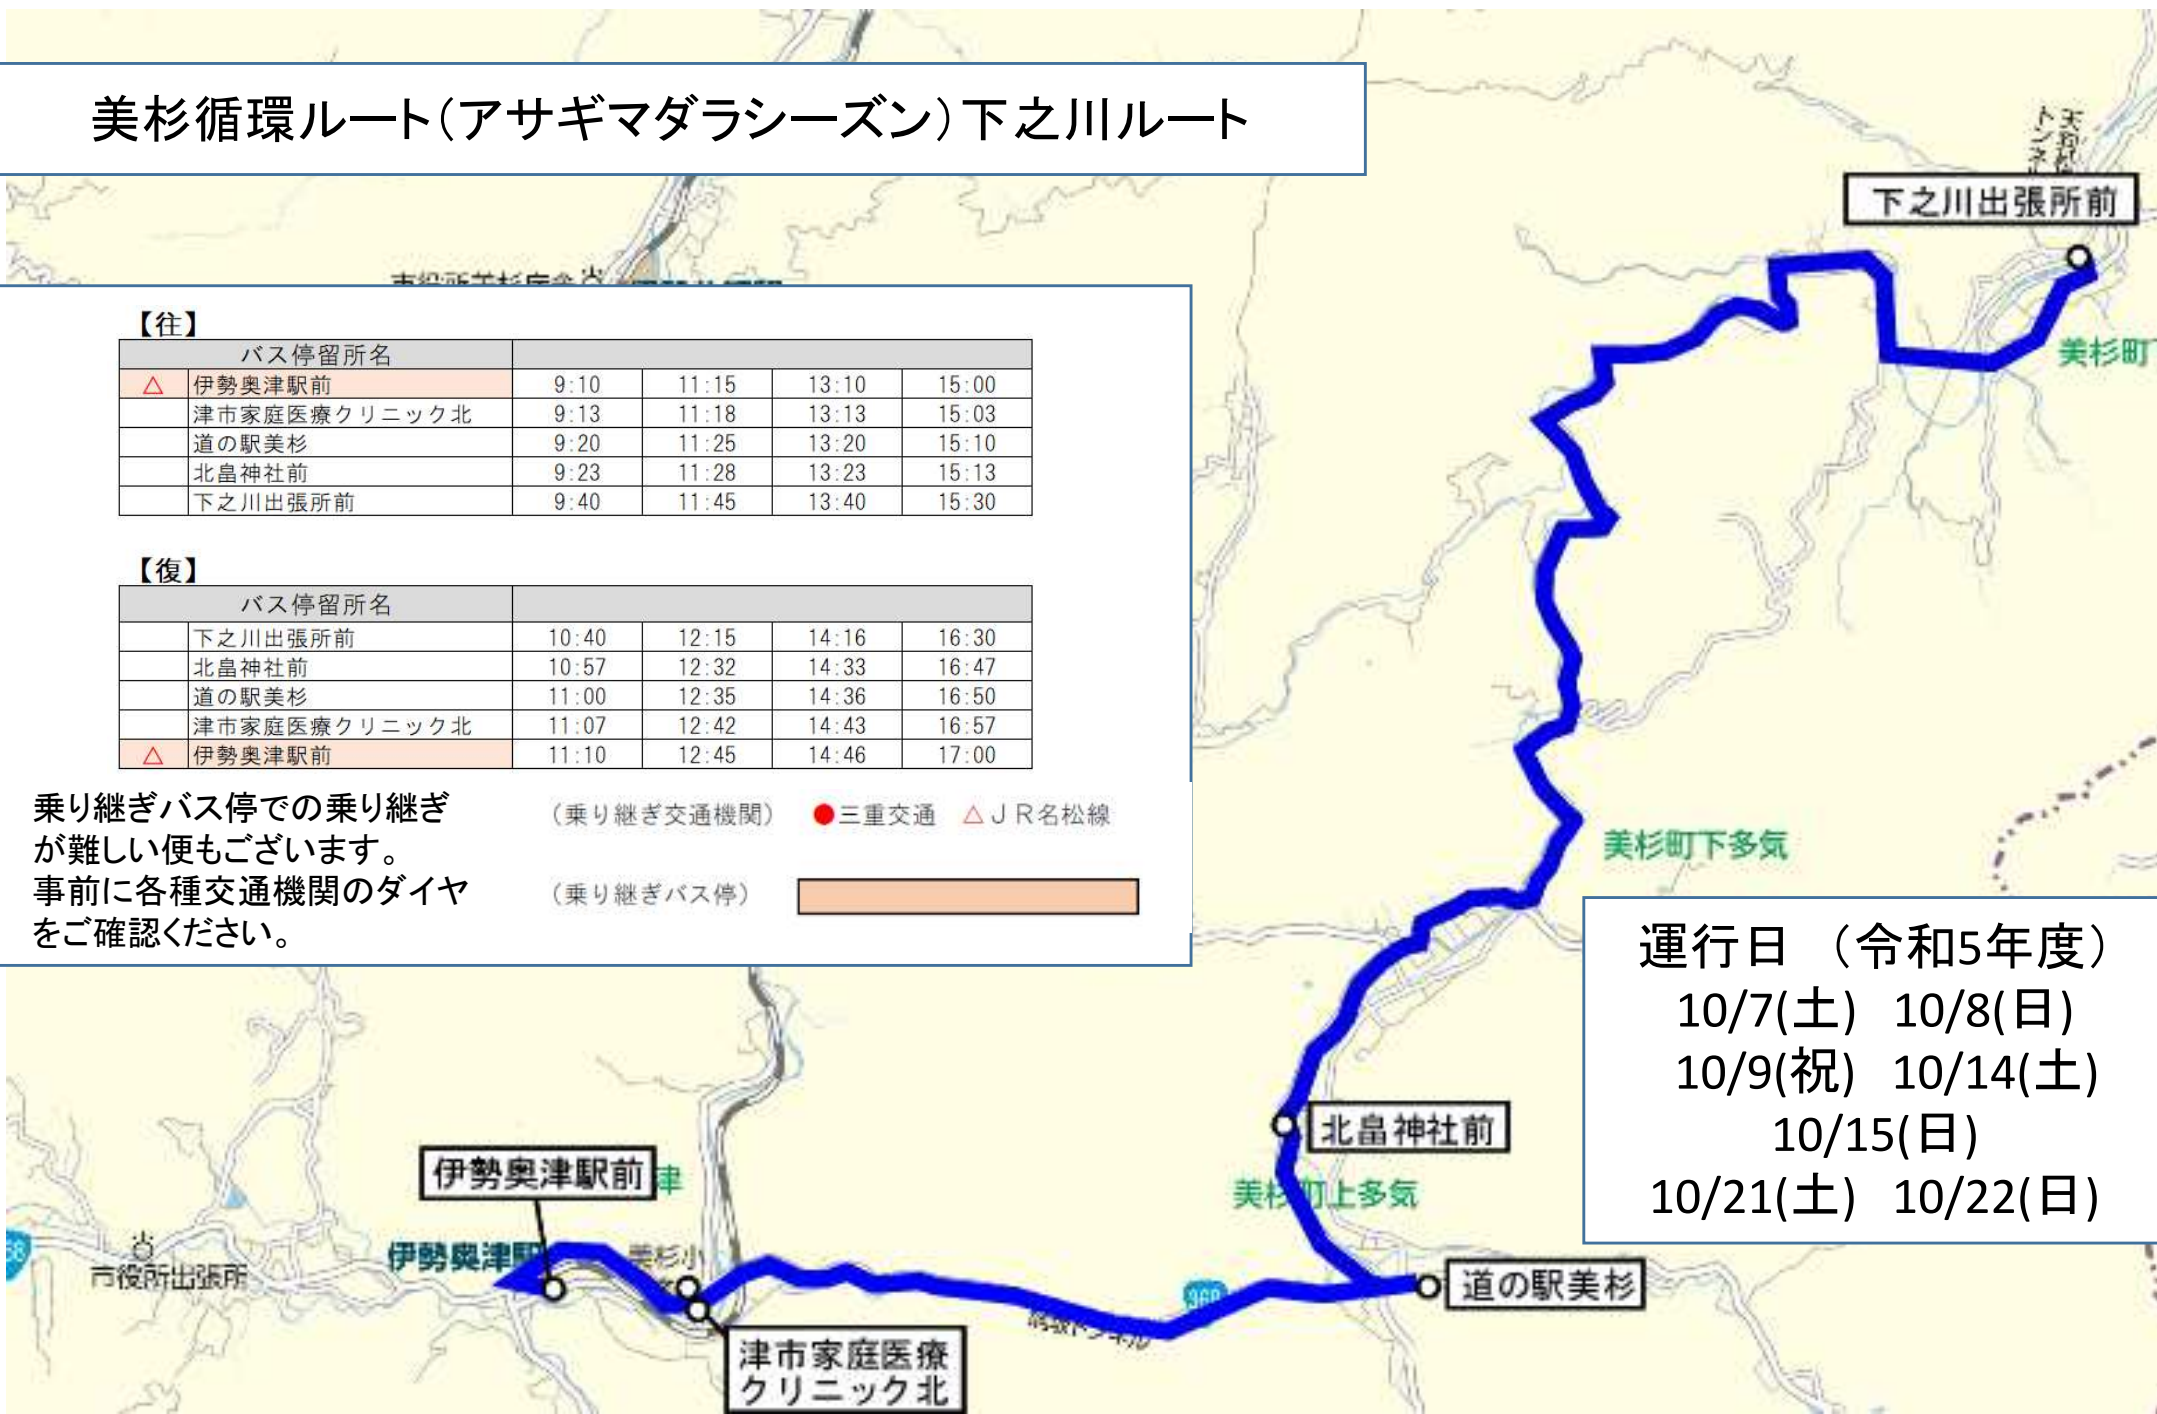 美杉循環ルート(アサギマダラシーズン)下之川ルート
下之川出張所前
美杉町
【往】
バス停留所名
△ 伊勢奥津駅前 9:10 11:15 13:10 15:00
津市家庭医療クリニック北 9:13 11:18 13:13 15:03
道の駅美杉 9:20 11:25 13:20 15:10
北畠神社前 9:23 11:28 13:23 15:13
下之川出張所前 9:40 11:45 13:40 15:30
【復】
バス停留所名
下之川出張所前 10:40 12:15 14:16 16:30
北畠神社前 10:57 12:32 14:33 16:47
道の駅美杉 11:00 12:35 14:36 16:50
津市家庭医療クリニック北 11:07 12:42 14:43 16:57
△ 伊勢奥津駅前 11:10 12:45 14:46 17:00
乗り継ぎバス停での乗り継ぎ
が難しい便もございます。
事前に各種交通機関のダイヤ
をご確認ください。
(乗り継ぎ交通機関) ●三重交通 △JR名松線
(乗り継ぎバス停)
美杉町下多気
運行日 (令和5年度)
10/7(土) 10/8(日)
10/9(祝) 10/14(土)
10/15(日)
10/21(土) 10/22(日)
北畠神社前
美杉町上多気
伊勢奥津駅前
津
伊勢奥津駅
美杉小
市役所出張所
368
道の駅美杉
津市家庭医療
クリニック北